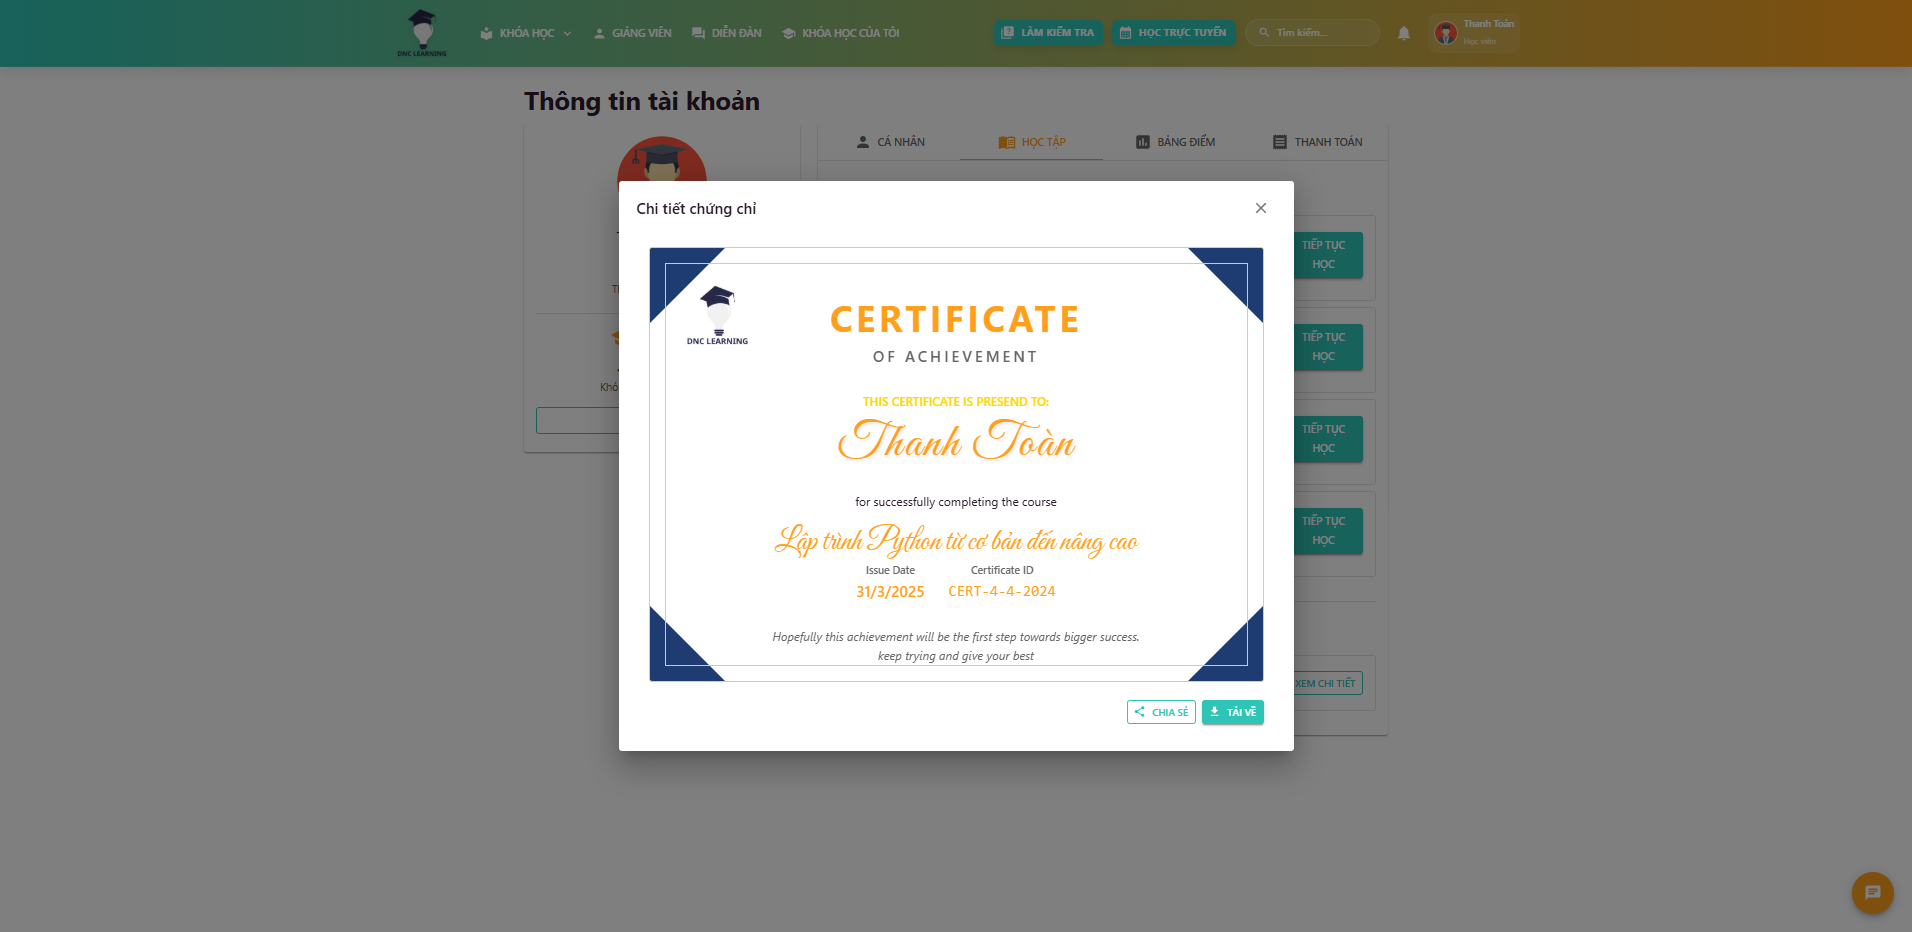 DNC LEARNING
KHÓA HỌC
GIẢNG VIÊN
DIỄN ĐÀN
KHÓA HỌC CỦA TÔI
LÀM KIỂM TRA
HỌC TRỰC TUYẾN
Tìm kiếm...
Thanh Toàn
Học viên
Thông tin tài khoản
CÁ NHÂN
HỌC TẬP
BẢNG ĐIỂM
THANH TOÁN
Chi tiết chứng chỉ
DNC LEARNING
CERTIFICATE
OF ACHIEVEMENT
THIS CERTIFICATE IS PRESEND TO:
Thanh Toàn
for successfully completing the course
Lập trình Python từ cơ bản đến nâng cao
Issue Date
Certificate ID
31/3/2025
CERT-4-4-2024
Hopefully this achievement will be the first step towards bigger success.
keep trying and give your best
CHIA SẺ
TẢI VỀ
TIẾP TỤC
HỌC
TIẾP TỤC
HỌC
TIẾP TỤC
HỌC
TIẾP TỤC
HỌC
XEM CHI TIẾT